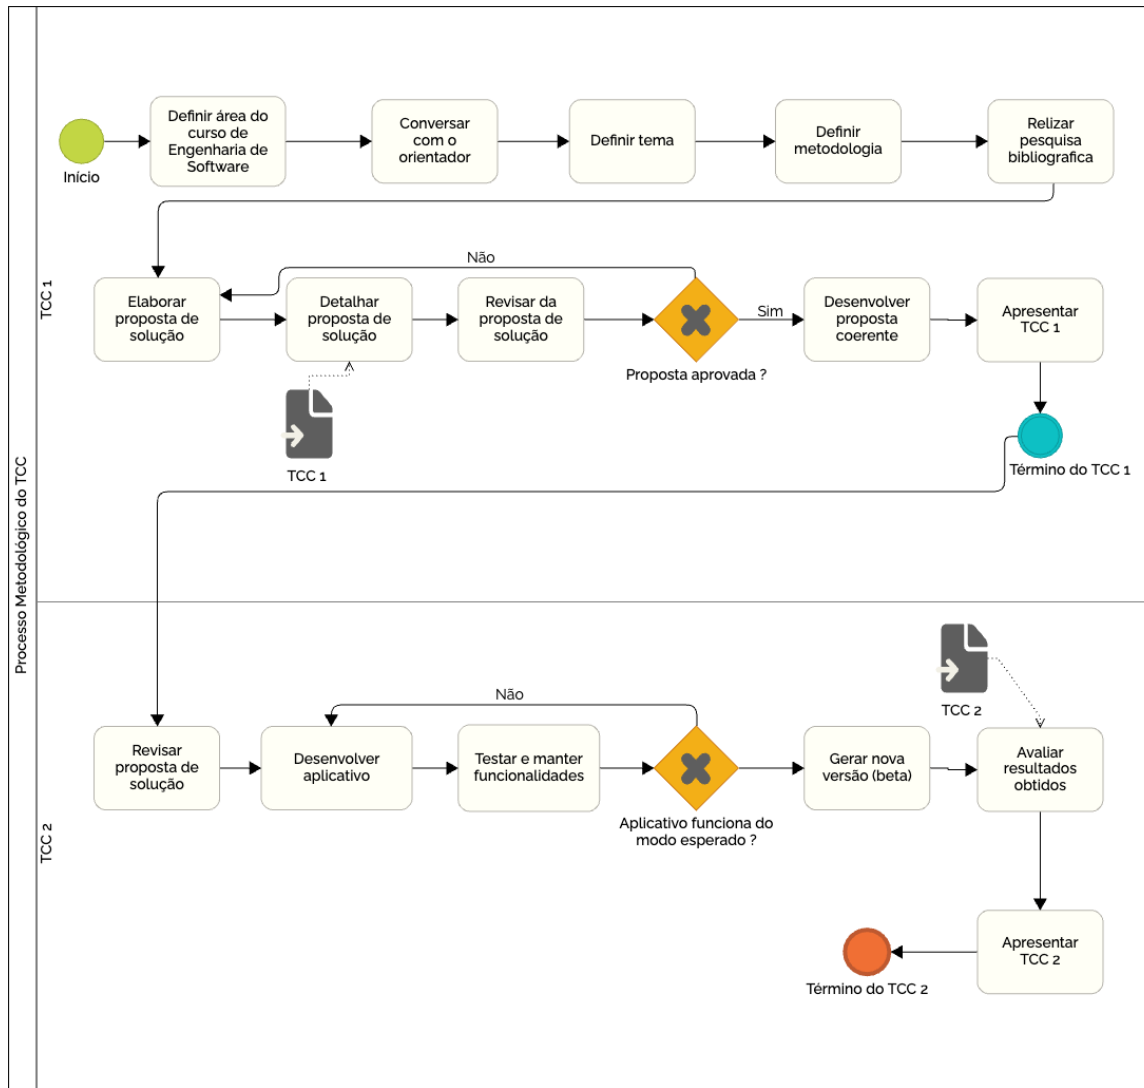 Processo Metodológico do TCC
TCC 1
Definir área do
curso de
Engenharia de
Software
Conversar
com o
orientador
Definir tema
Definir
metodologia
Relizar
pesquisa
bibliografica
Início
Não
Elaborar
proposta de
solução
Detalhar
proposta de
solução
Revisar da
proposta de
solução
Sim
Desenvolver
proposta
coerente
Apresentar
TCC 1
Proposta aprovada ?
TCC 1
Término do TCC 1
TCC 2
TCC 2
Não
Revisar
proposta de
solução
Desenvolver
aplicativo
Testar e manter
funcionalidades
Gerar nova
versão (beta)
Avaliar
resultados
obtidos
Aplicativo funciona do
modo esperado ?
Apresentar
TCC 2
Término do TCC 2